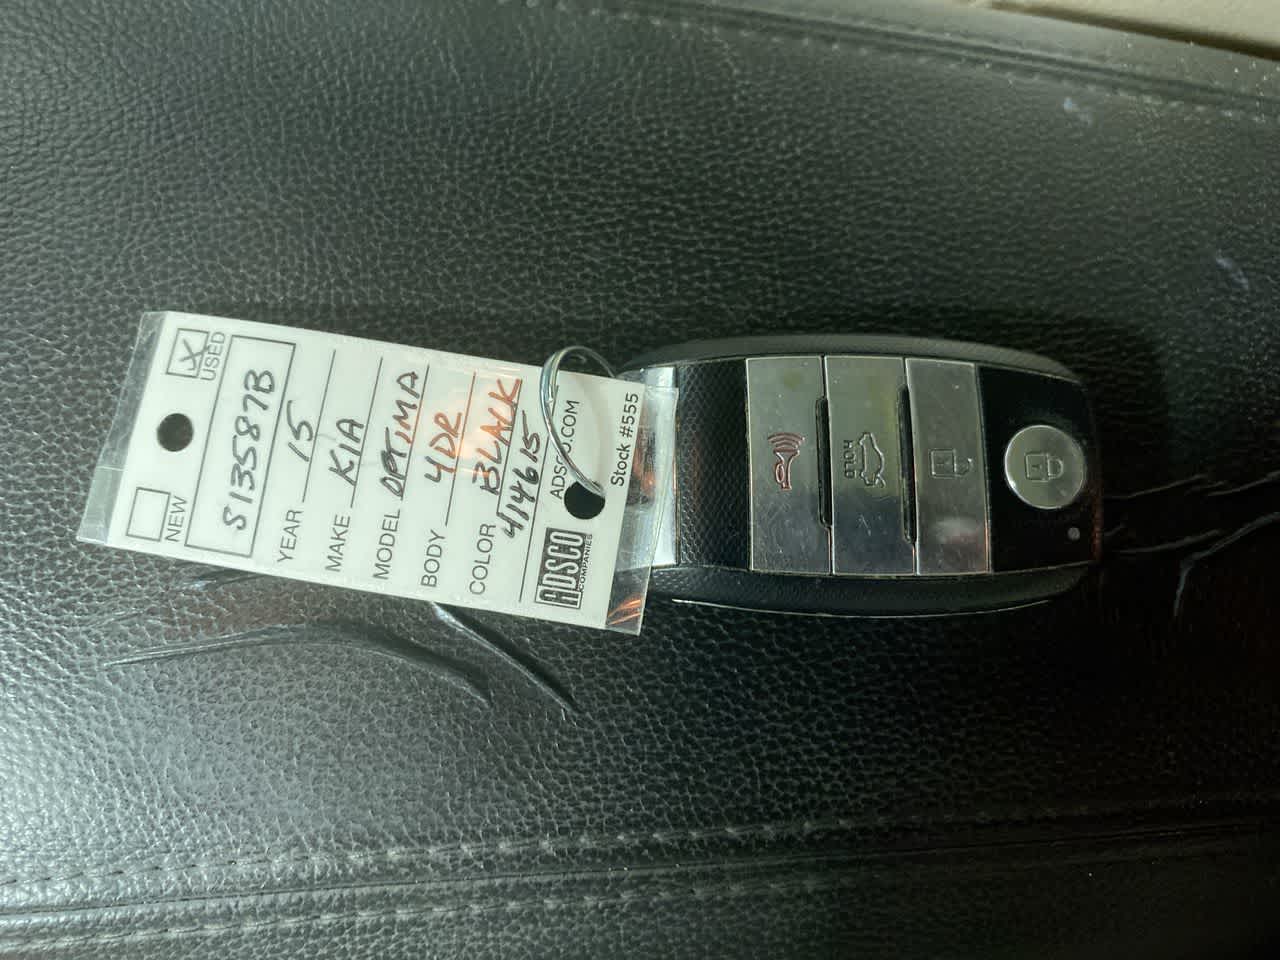 NEW USED
S13587B
YEAR 15
MAKE KIA
MODEL OPTIMA
BODY 4DR
COLOR BLACK
414615
ADSCO COMPANIES
ADSCO.COM
Stock #555
HOLD